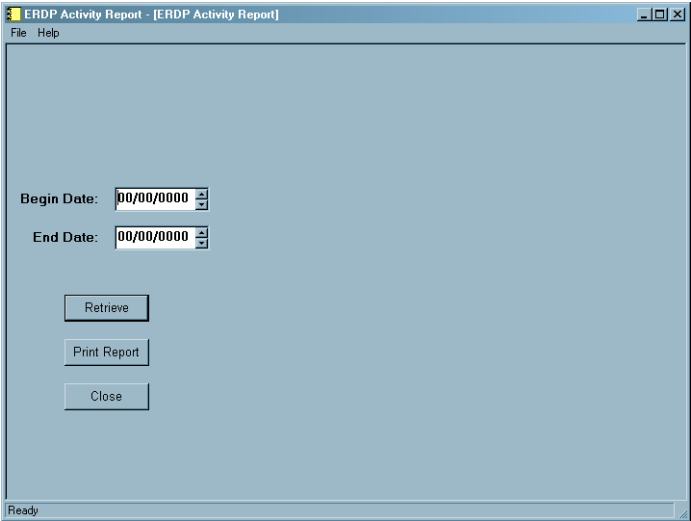 ERDP Activity Report - [ERDP Activity Report]
File Help
Begin Date: 00/00/0000
End Date: 00/00/0000
Retrieve
Print Report
Close
Ready